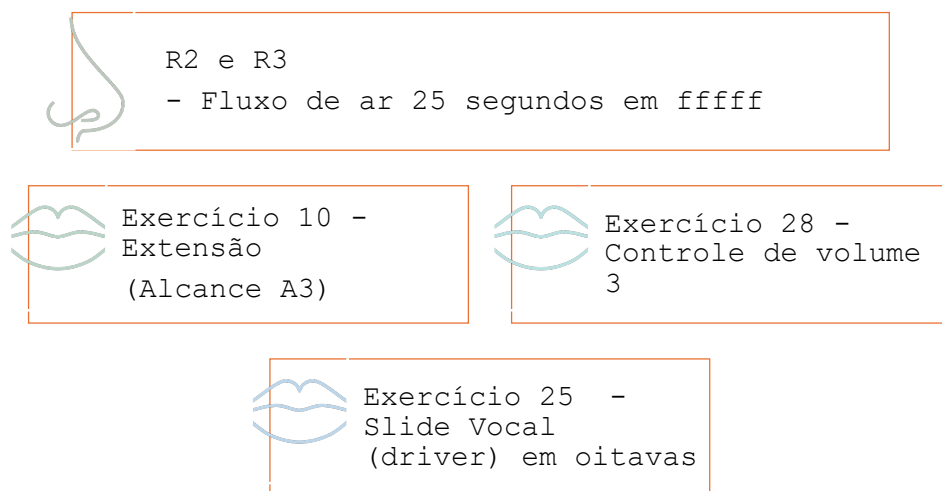 R2 e R3
- Fluxo de ar 25 segundos em fffff
Exercício 10 -
Extensão
(Alcance A3)
Exercício 28 -
Controle de volume
3
Exercício 25 -
Slide Vocal
(driver) em oitavas